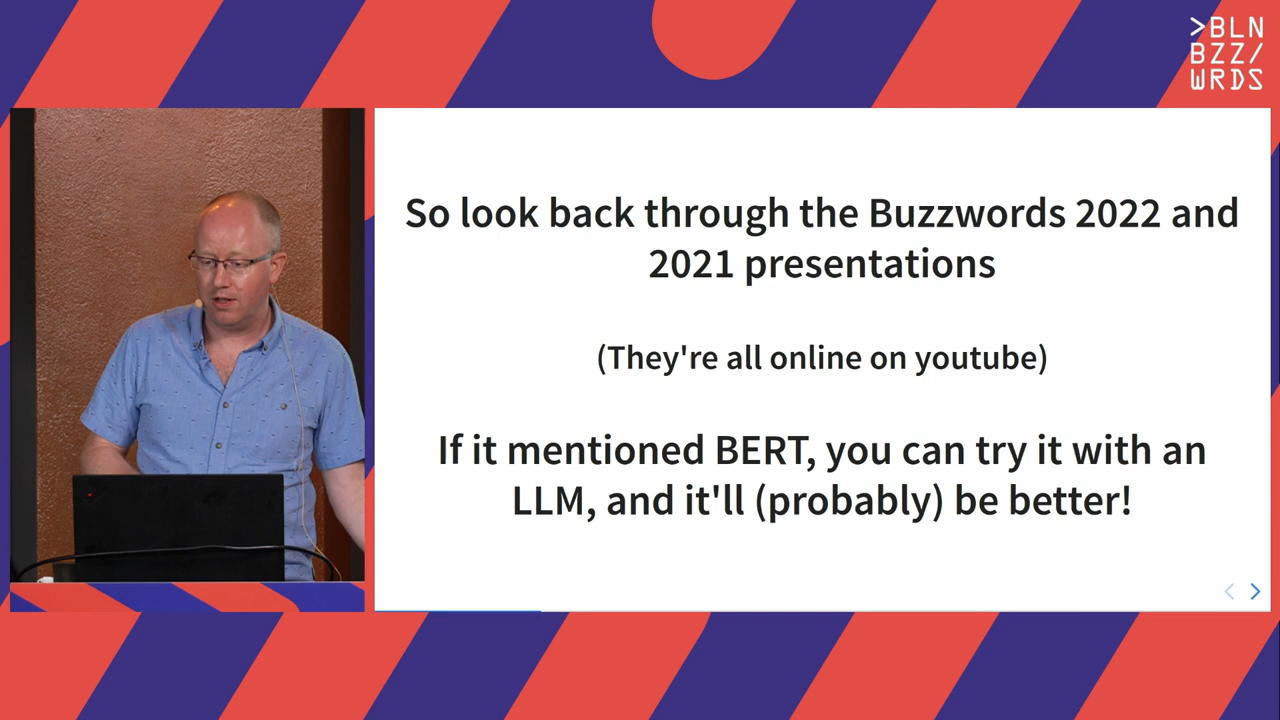 >BLN
BZZ/
WRDS
So look back through the Buzzwords 2022 and
2021 presentations
(They're all online on youtube)
If it mentioned BERT, you can try it with an
LLM, and it'll (probably) be better!